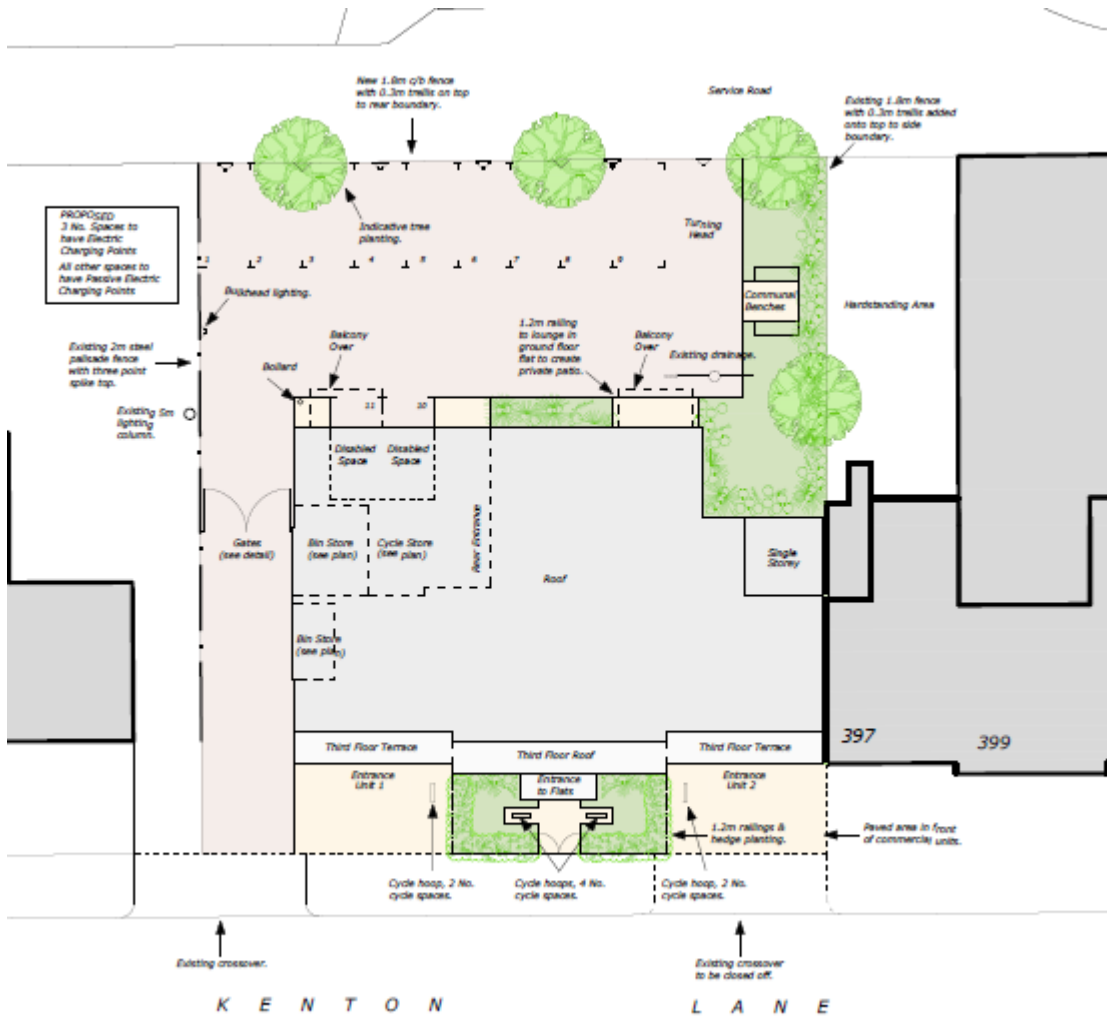 New 1.8m c/b fence
with 0.3m trellis on top
to rear boundary.
Service Road
Existing 1.8m fence
with 0.3m trellis added
onto top to side
boundary.
PROPOSED
3 No. Spaces to
have Electric
Charging Points
All other spaces to
have Passive Electric
Charging Points
Indicative tree
planting.
Turning
Head
1 2 3 4 5 6 7 8 9
Bulkhead lighting.
Communal
Benches
Hardstanding Area
Existing 2m steel
palisade fence
with three point
spike top.
Balcony
Over
1.2m railing
to lounge in
ground floor
flat to create
private patio.
Balcony
Over
Existing drainage.
Bollard
Existing 5m
lighting
column.
11 10
Disabled
Space
Disabled
Space
Gates
(see detail)
Bin Store
(see plan)
Cycle Store
(see plan)
Rear Entrance
Roof
Single
Storey
Bin Store
(see plan)
397
399
Third Floor Terrace
Third Floor Roof
Third Floor Terrace
Entrance
Unit 1
Entrance
to Flats
Entrance
Unit 2
1.2m railings &
hedge planting.
Paved area in front
of commercial units.
Cycle hoop, 2 No.
cycle spaces.
Cycle hoops, 4 No.
cycle spaces.
Cycle hoop, 2 No.
cycle spaces.
Existing crossover.
Existing crossover
to be closed off.
KENTON LANE